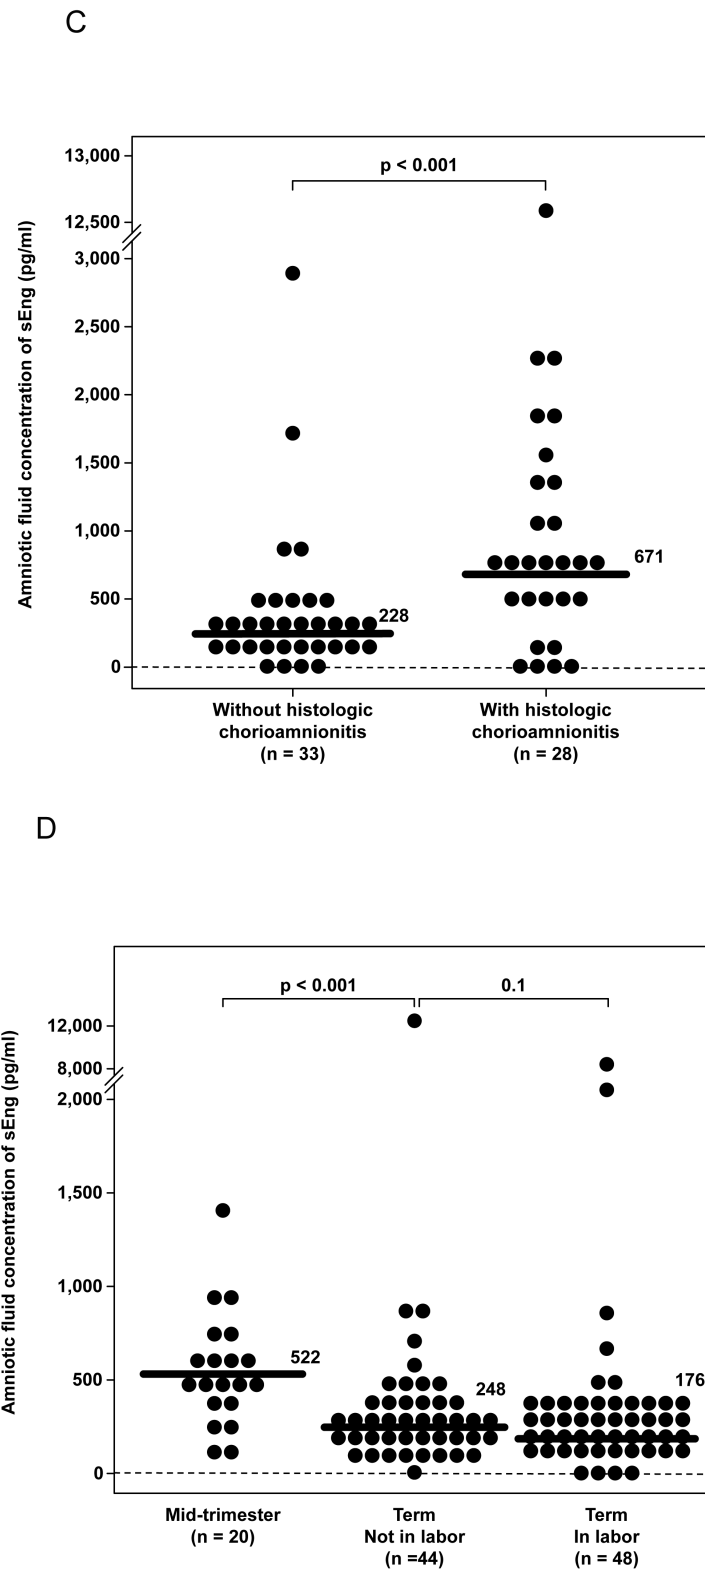 C
Amniotic fluid concentration of sEng (pg/ml)
13,000
12,500
3,000
2,500
2,000
1,500
1,000
500
0
p < 0.001
228
671
Without histologic
chorioamnionitis
(n = 33)
With histologic
chorioamnionitis
(n = 28)
D
Amniotic fluid concentration of sEng (pg/ml)
12,000
8,000
2,000
1,500
1,000
500
0
p < 0.001
0.1
522
248
176
Mid-trimester
(n = 20)
Term
Not in labor
(n =44)
Term
In labor
(n = 48)